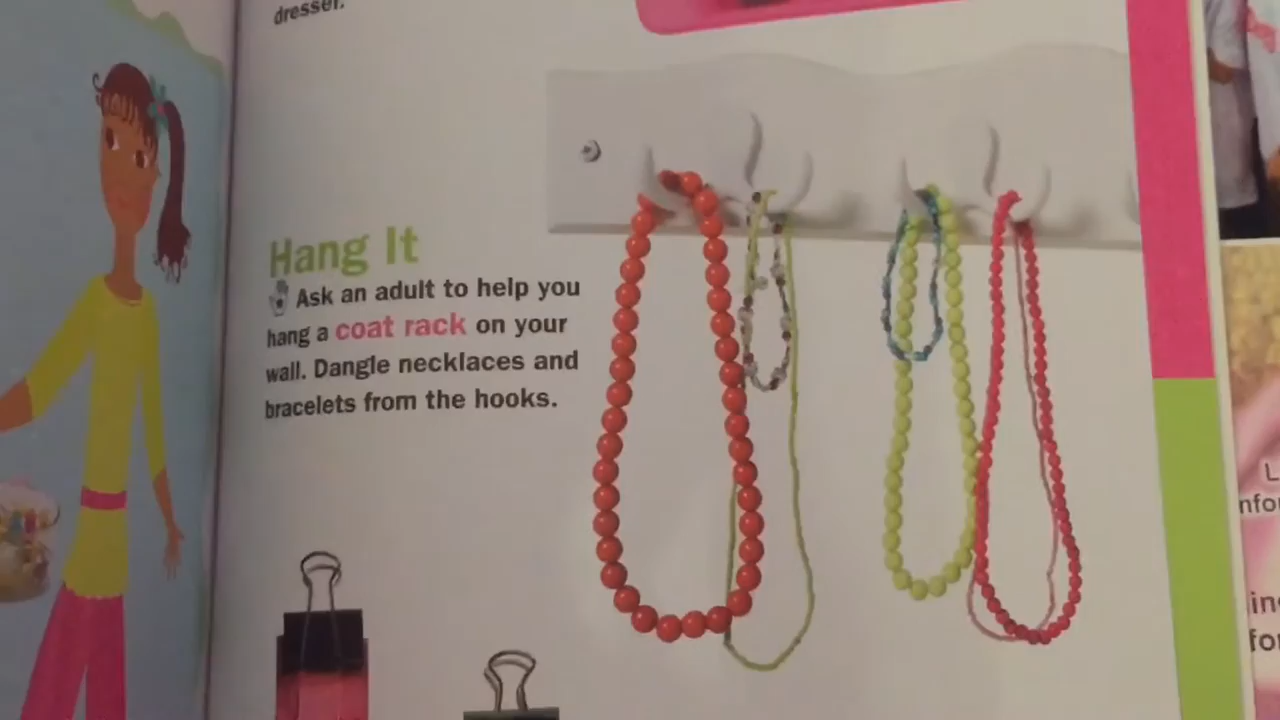 dresser.
Hang It
Ask an adult to help you
hang a coat rack on your
wall. Dangle necklaces and
bracelets from the hooks.